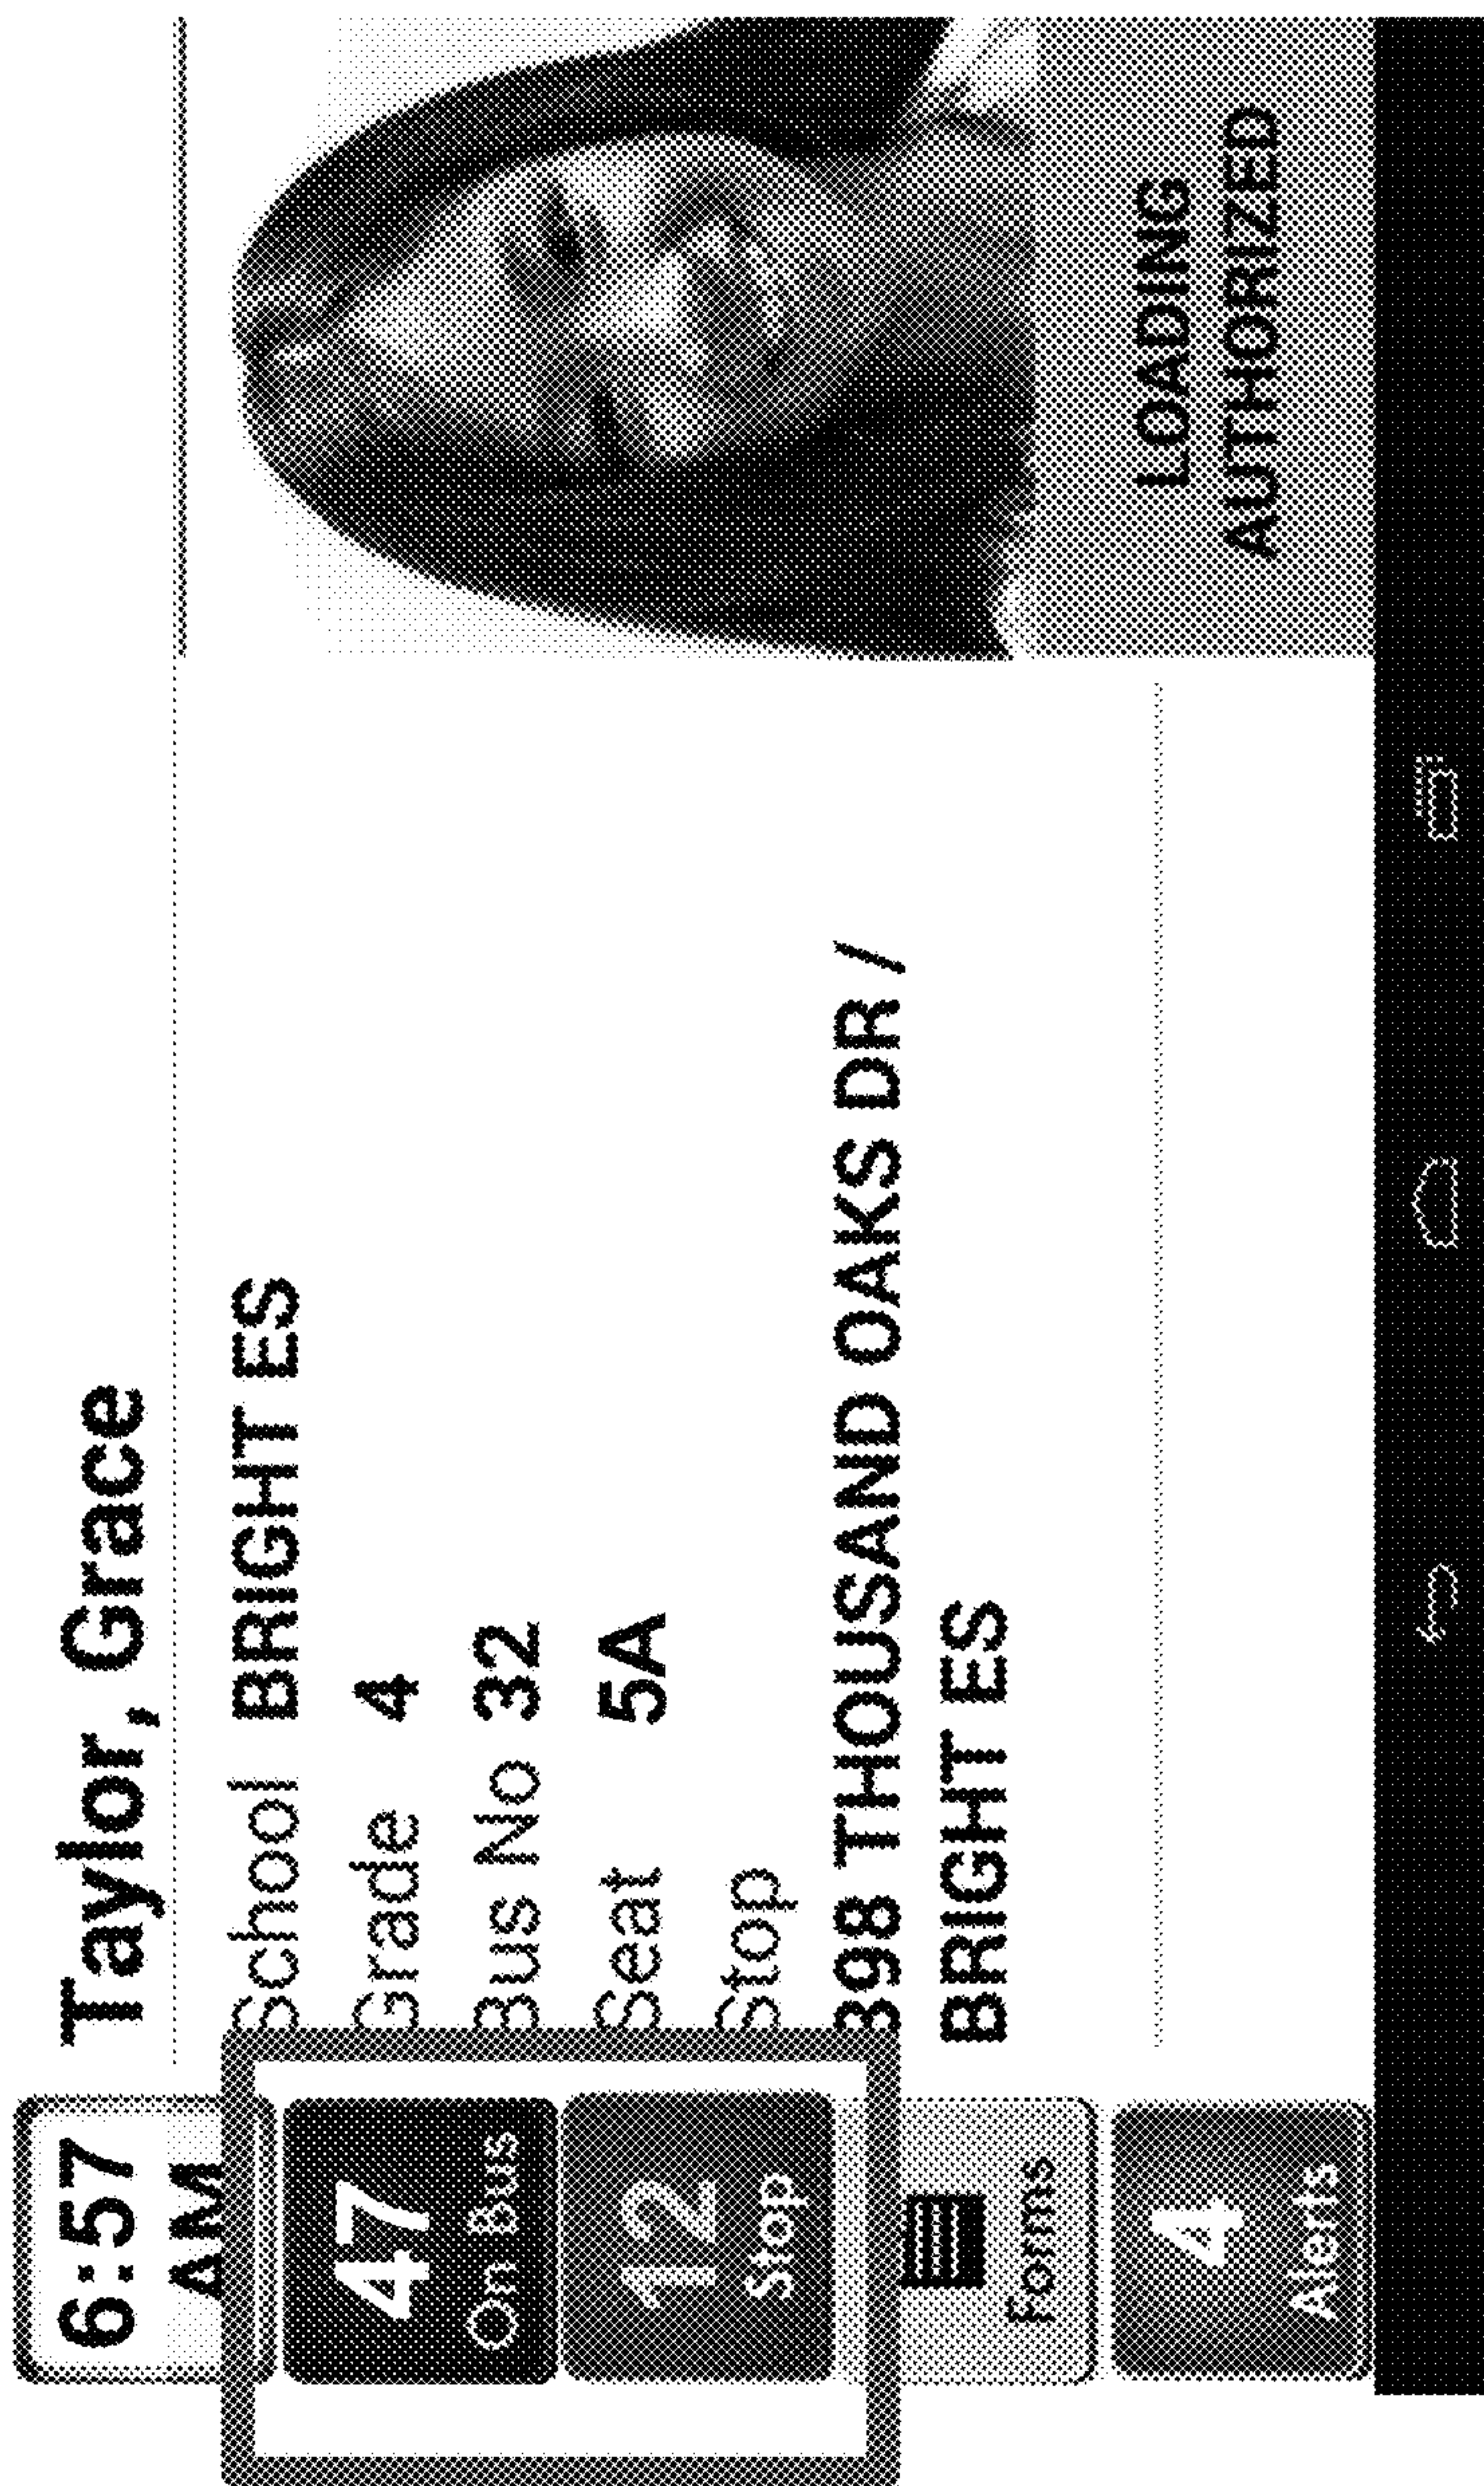 6:57
AM
47
On Bus
12
Stop
Forms
4
Alerts
Taylor, Grace
School BRIGHT ES
Grade 4
Bus No 32
Seat 5A
Stop
398 THOUSAND OAKS DR /
BRIGHT ES
LOADING
AUTHORIZED